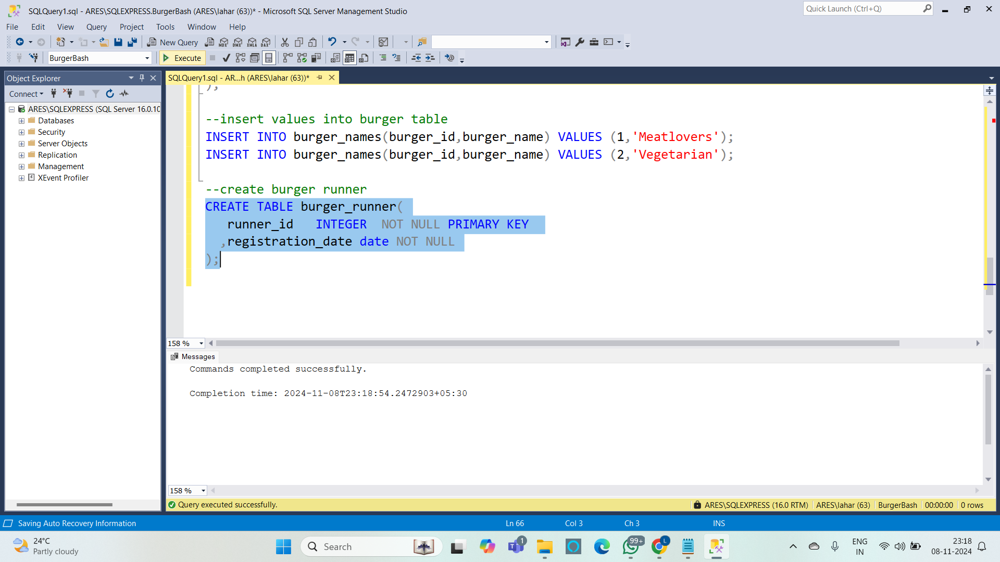 SQLQuery1.sql - ARES\SQLEXPRESS.BurgerBash (ARES\lahar (63))* - Microsoft SQL Server Management Studio
Quick Launch (Ctrl+Q)
File Edit View Query Project Tools Window Help
New Query MDX DMX XMLA DAX
BurgerBash
Execute
Object Explorer
SQLQuery1.sql - AR...h (ARES\lahar (63))*
Connect
ARES\SQLEXPRESS (SQL Server 16.0.10
Databases
Security
Server Objects
Replication
Management
XEvent Profiler
);
--insert values into burger table
INSERT INTO burger_names(burger_id,burger_name) VALUES (1,'Meatlovers');
INSERT INTO burger_names(burger_id,burger_name) VALUES (2,'Vegetarian');
--create burger runner
CREATE TABLE burger_runner(
runner_id INTEGER NOT NULL PRIMARY KEY
,registration_date date NOT NULL
);
158 %
Messages
Commands completed successfully.
Completion time: 2024-11-08T23:18:54.2472903+05:30
158 %
Query executed successfully.
ARES\SQLEXPRESS (16.0 RTM) ARES\lahar (63) BurgerBash 00:00:00 0 rows
Saving Auto Recovery Information
Ln 66 Col 3 Ch 3 INS
24°C
Partly cloudy
Search
1
99+
L
ENG
IN
23:18
08-11-2024